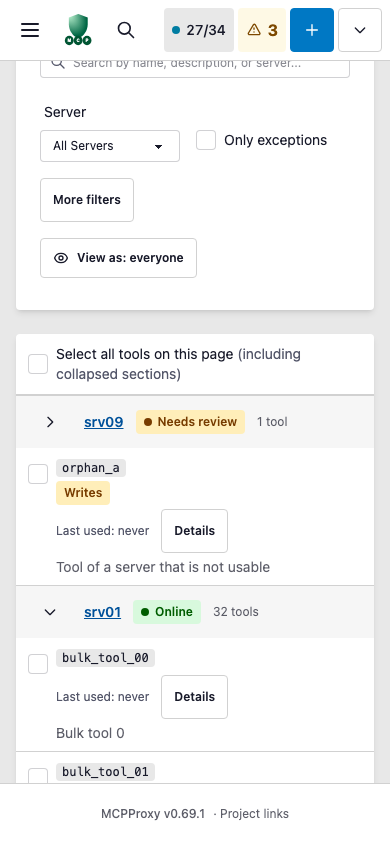 MCP
27/34
3
Search by name, description, or server...
Server
All Servers
Only exceptions
More filters
View as: everyone
Select all tools on this page (including
collapsed sections)
srv09
Needs review
1 tool
orphan_a
Writes
Last used: never
Details
Tool of a server that is not usable
srv01
Online
32 tools
bulk_tool_00
Last used: never
Details
Bulk tool 0
bulk_tool_01
MCPProxy v0.69.1 · Project links